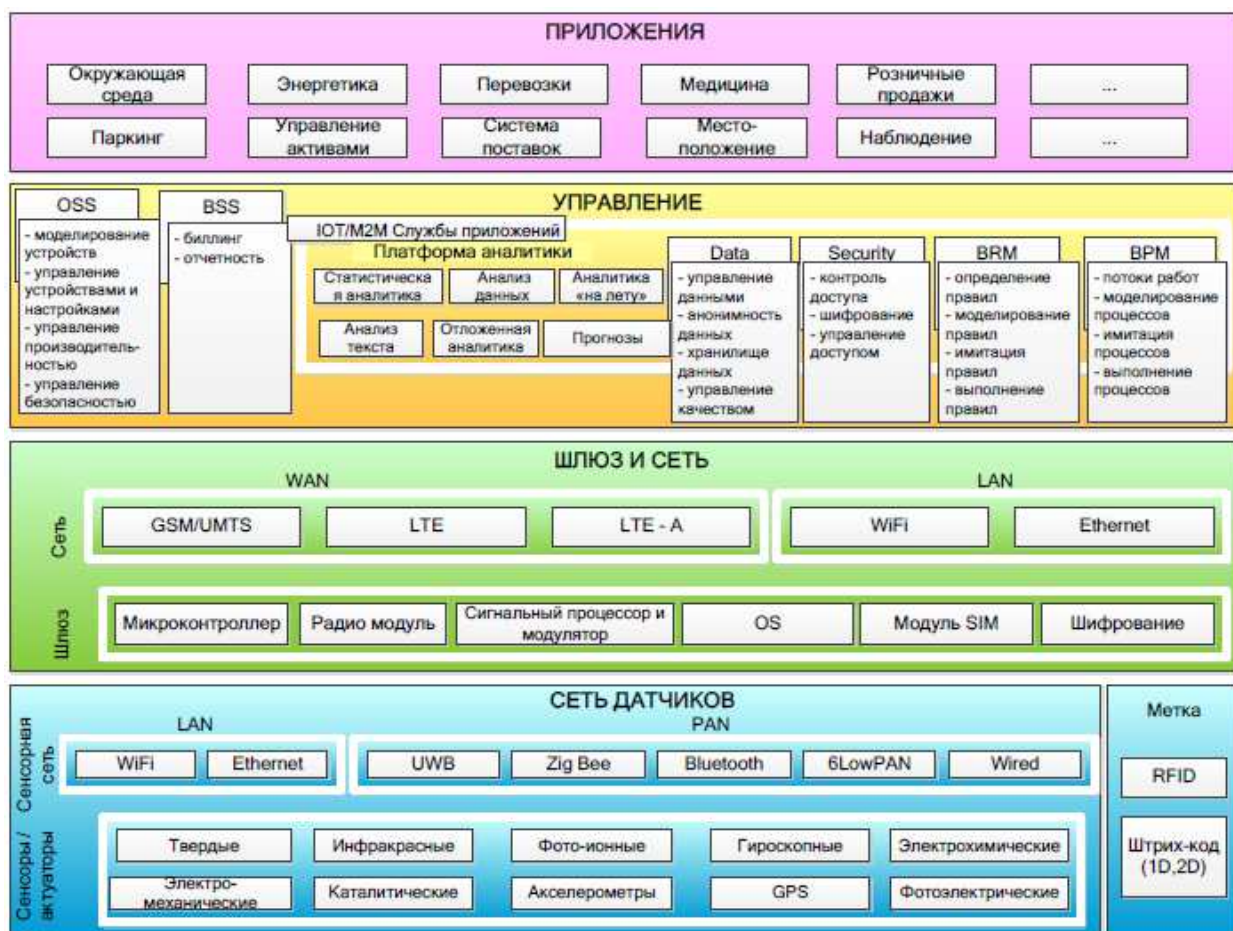 ПРИЛОЖЕНИЯ
Окружающая
среда
Энергетика
Перевозки
Медицина
Розничные
продажи
...
Паркинг
Управление
активами
Система
поставок
Место-
положение
Наблюдение
...
УПРАВЛЕНИЕ
OSS
- моделирование
устройств
- управление
устройствами и
настройками
- управление
производитель-
ностью
- управление
безопасностью
BSS
- биллинг
- отчетность
IOT/M2M Службы приложений
Платформа аналитики
Статистическа
я аналитика
Анализ
данных
Аналитика
«на лету»
Анализ
текста
Отложенная
аналитика
Прогнозы
Data
- управление
данными
- анонимность
данных
- хранилище
данных
- управление
качеством
Security
- контроль
доступа
- шифрование
- управление
доступом
BRM
- определение
правил
- моделирование
правил
- имитация
правил
- выполнение
правил
BPM
- потоки работ
- моделирование
процессов
- имитация
процессов
- выполнение
процессов
ШЛЮЗ И СЕТЬ
WAN
LAN
Сеть
GSM/UMTS
LTE
LTE - A
WiFi
Ethernet
Шлюз
Микроконтроллер
Радио модуль
Сигнальный процессор и
модулятор
OS
Модуль SIM
Шифрование
СЕТЬ ДАТЧИКОВ
LAN
PAN
Сенсорная
сеть
WiFi
Ethernet
UWB
Zig Bee
Bluetooth
6LowPAN
Wired
Сенсоры /
актуаторы
Твердые
Инфракрасные
Фото-ионные
Гироскопные
Электрохимические
Электро-
механические
Каталитические
Акселерометры
GPS
Фотоэлектрические
Метка
RFID
Штрих-код
(1D,2D)